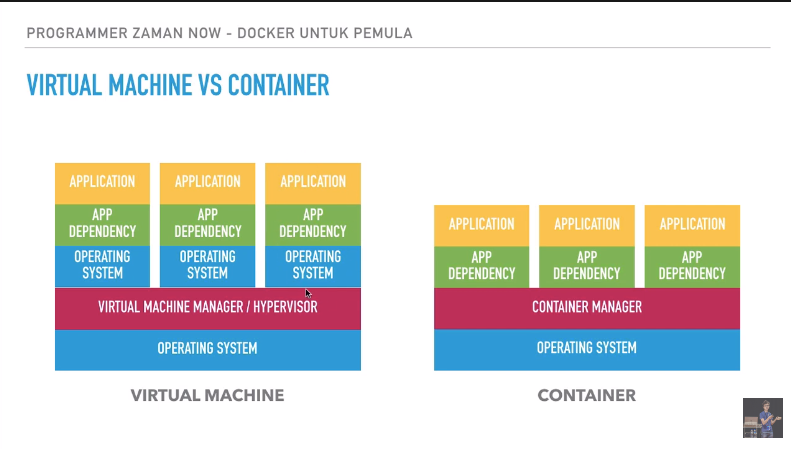 PROGRAMMER ZAMAN NOW - DOCKER UNTUK PEMULA
VIRTUAL MACHINE VS CONTAINER
APPLICATION
APPLICATION
APPLICATION
APP
DEPENDENCY
APP
DEPENDENCY
APP
DEPENDENCY
OPERATING
SYSTEM
OPERATING
SYSTEM
OPERATING
SYSTEM
VIRTUAL MACHINE MANAGER / HYPERVISOR
OPERATING SYSTEM
VIRTUAL MACHINE
APPLICATION
APPLICATION
APPLICATION
APP
DEPENDENCY
APP
DEPENDENCY
APP
DEPENDENCY
CONTAINER MANAGER
OPERATING SYSTEM
CONTAINER